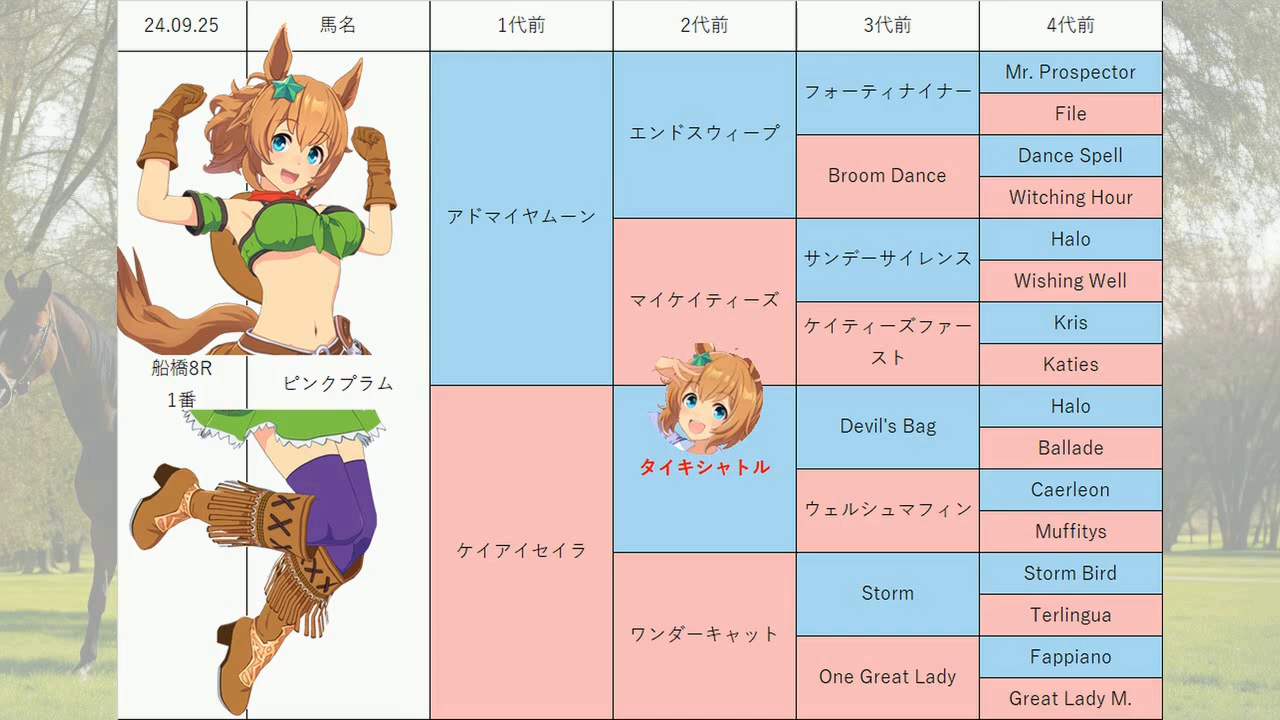 24.09.25
馬名
1代前
2代前
3代前
4代前
船橋8R
1番
ピンクプラム
アドマイヤムーン
ケイアイセイラ
エンドスウィープ
マイケイティーズ
タイキシャトル
ワンダーキャット
フォーティナイナー
Broom Dance
サンデーサイレンス
ケイティーズファー
スト
Devil's Bag
ウェルシュマフィン
Storm
One Great Lady
Mr. Prospector
File
Dance Spell
Witching Hour
Halo
Wishing Well
Kris
Katies
Halo
Ballade
Caerleon
Muffitys
Storm Bird
Terlingua
Fappiano
Great Lady M.